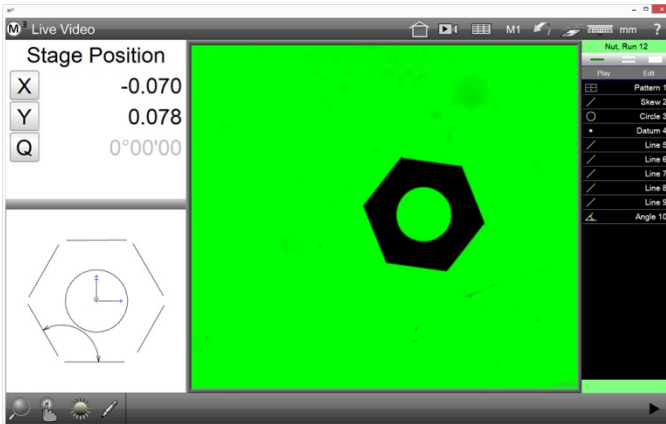 M³
M³ Live Video
M1
mm
?
Stage Position
X -0.070
Y 0.078
Q 0°00'00
Nut, Run 12
Play Edit
Pattern 1
Skew 2
Circle 3
Datum 4
Line 5
Line 6
Line 7
Line 8
Line 9
Angle 10